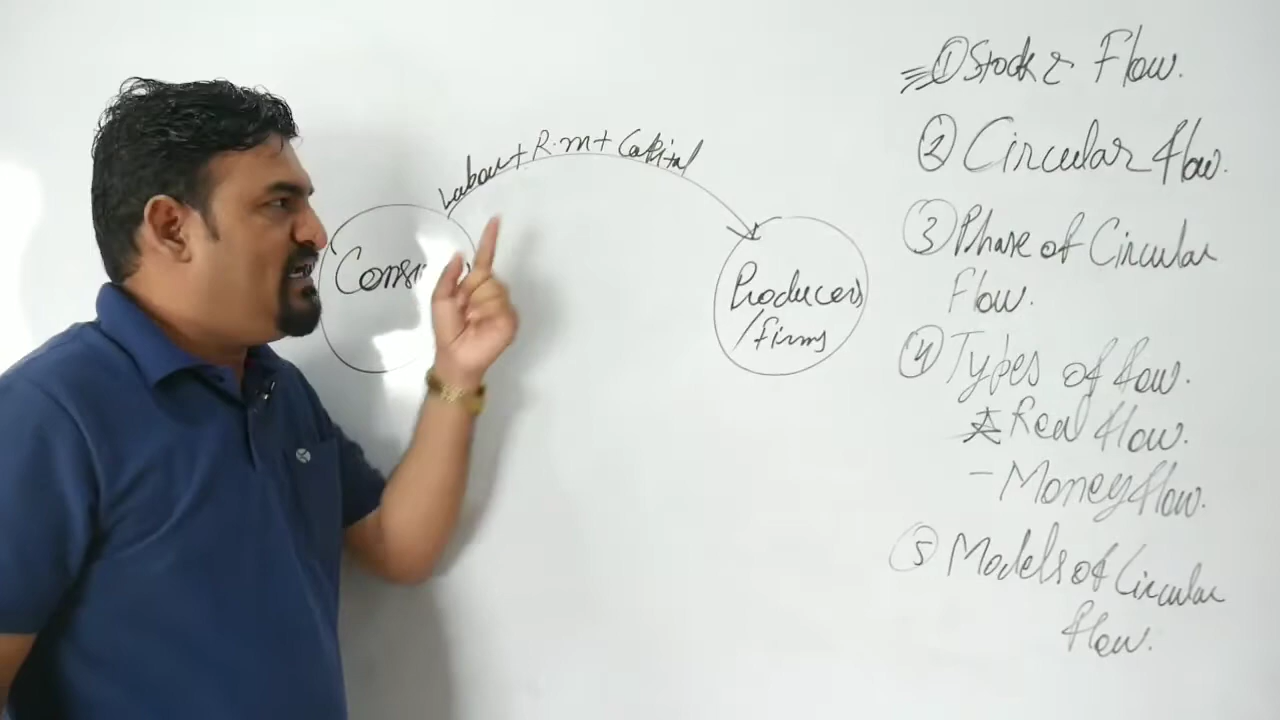 Labour + R.m + Capital
Producers
/firms
① Stock & Flow.
② Circular flow.
③ Phase of Circular
Flow.
④ Types of flow.
Real flow.
- Money flow.
⑤ Models of Circular
flow.